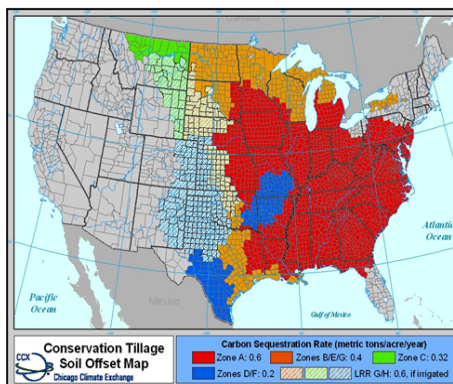 Canada
Pacific
Ocean
Mexico
Gulf of Mexico
Atlantic
Ocean
Conservation Tillage
Soil Offset Map
CCX
Chicago Climate Exchange
Carbon Sequestration Rate (metric tons/acre/year)
Zone A: 0.6
Zones B/E/G: 0.4
Zone C: 0.32
Zones D/F: 0.2
LRR G/H: 0.6, if irrigated